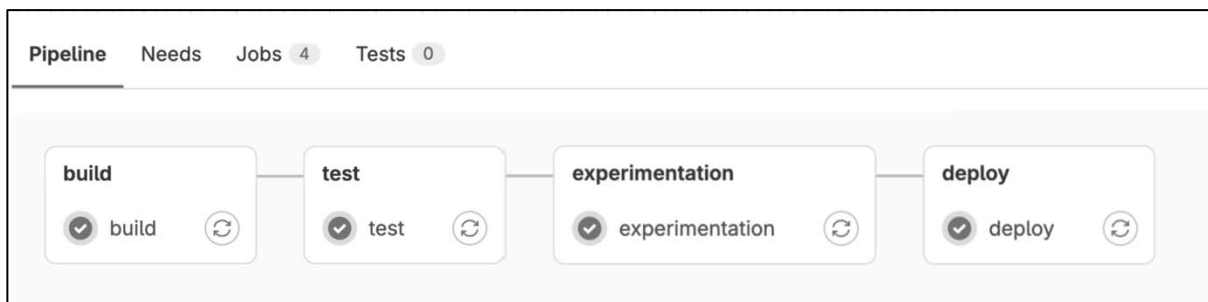 Pipeline Needs Jobs 4 Tests 0
build test experimentation deploy
build test experimentation deploy